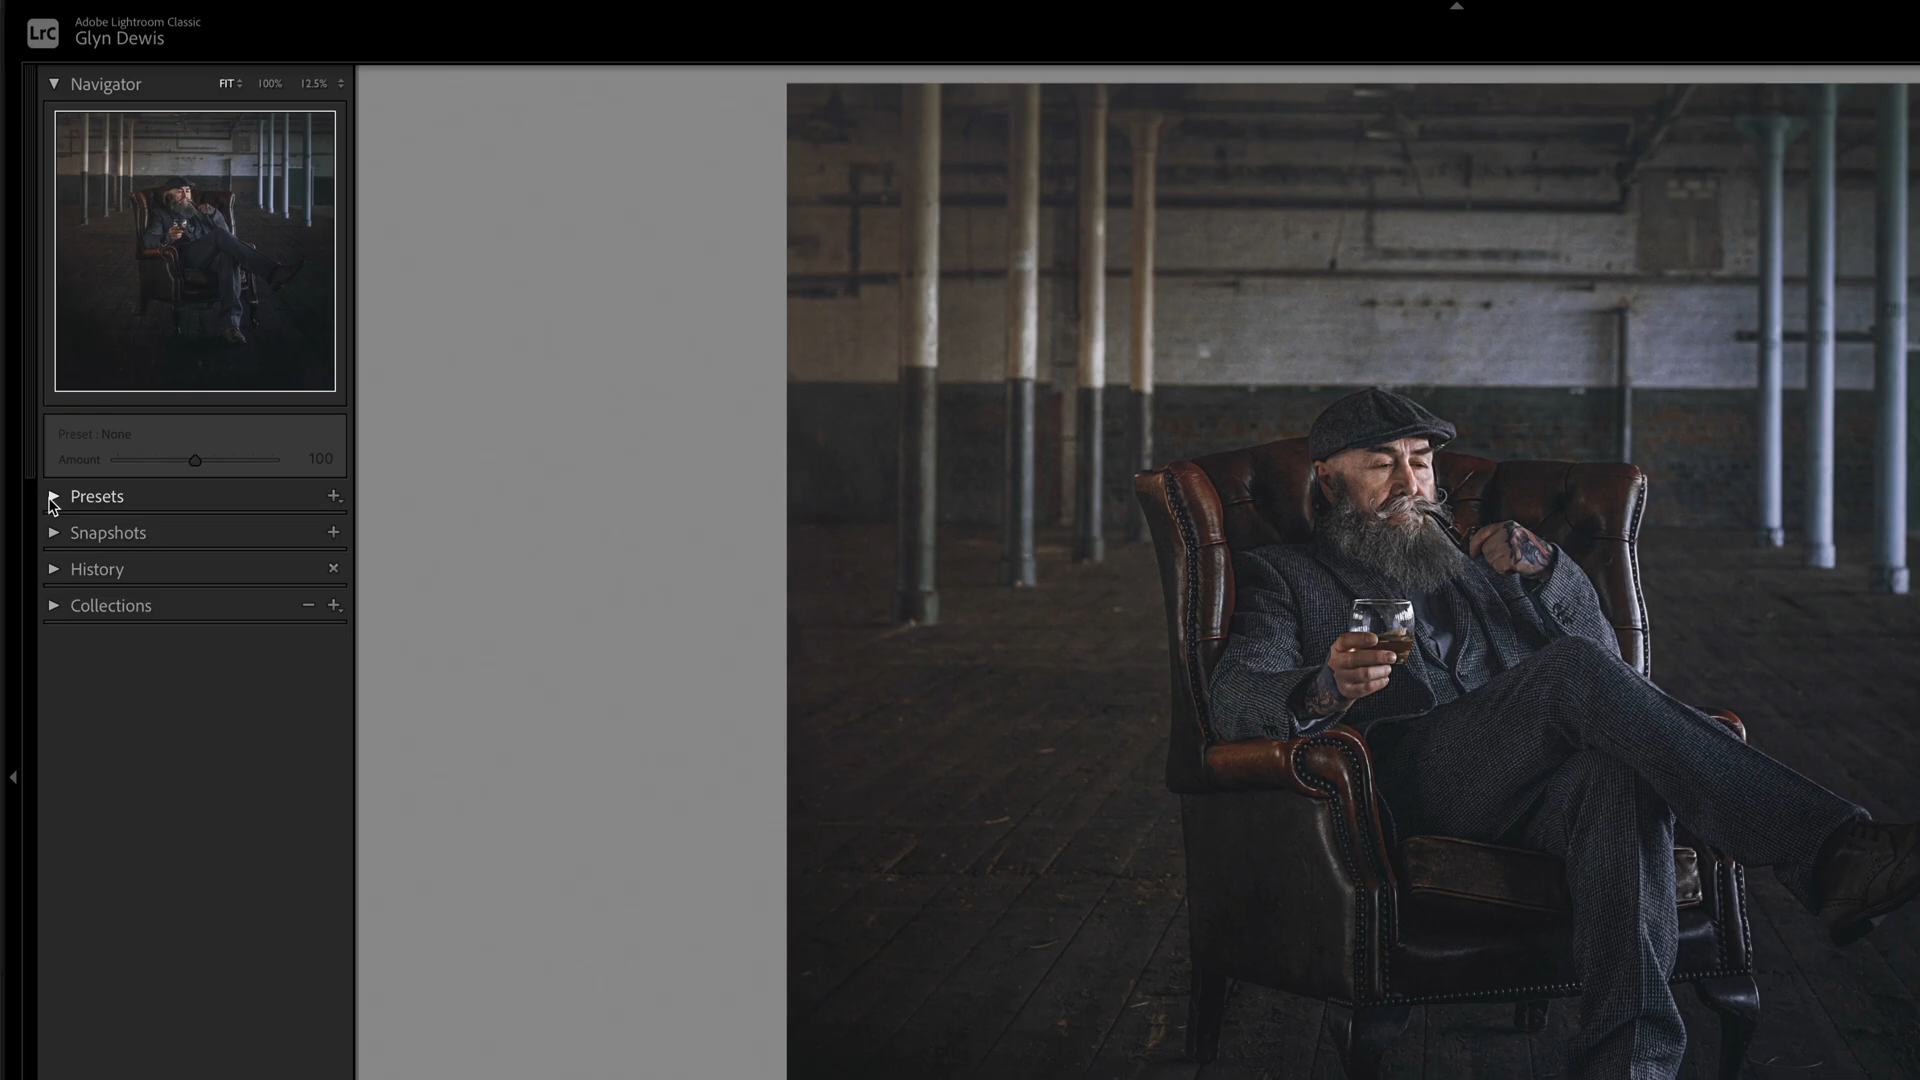 LrC
Adobe Lightroom Classic
Glyn Dewis
Navigator FIT 100% 12.5%
Preset : None
Amount 100
Presets
Snapshots
History
Collections